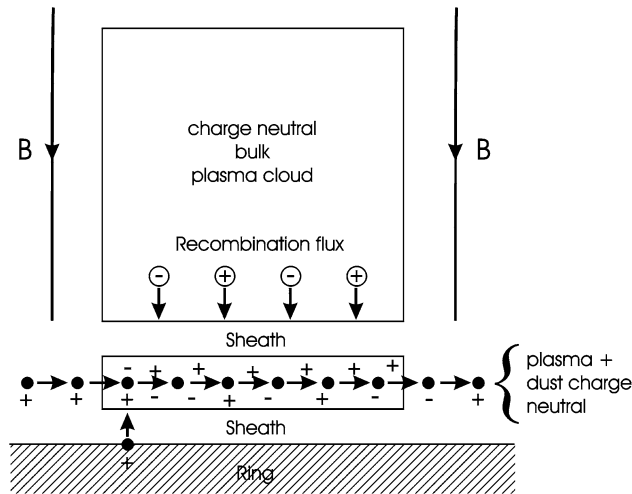 charge neutral
bulk
plasma cloud
B
B
Recombination flux
- + - +
Sheath
- + + + + + +
plasma +
dust charge
neutral
+ + + - - + - + - - +
Sheath
+
Ring